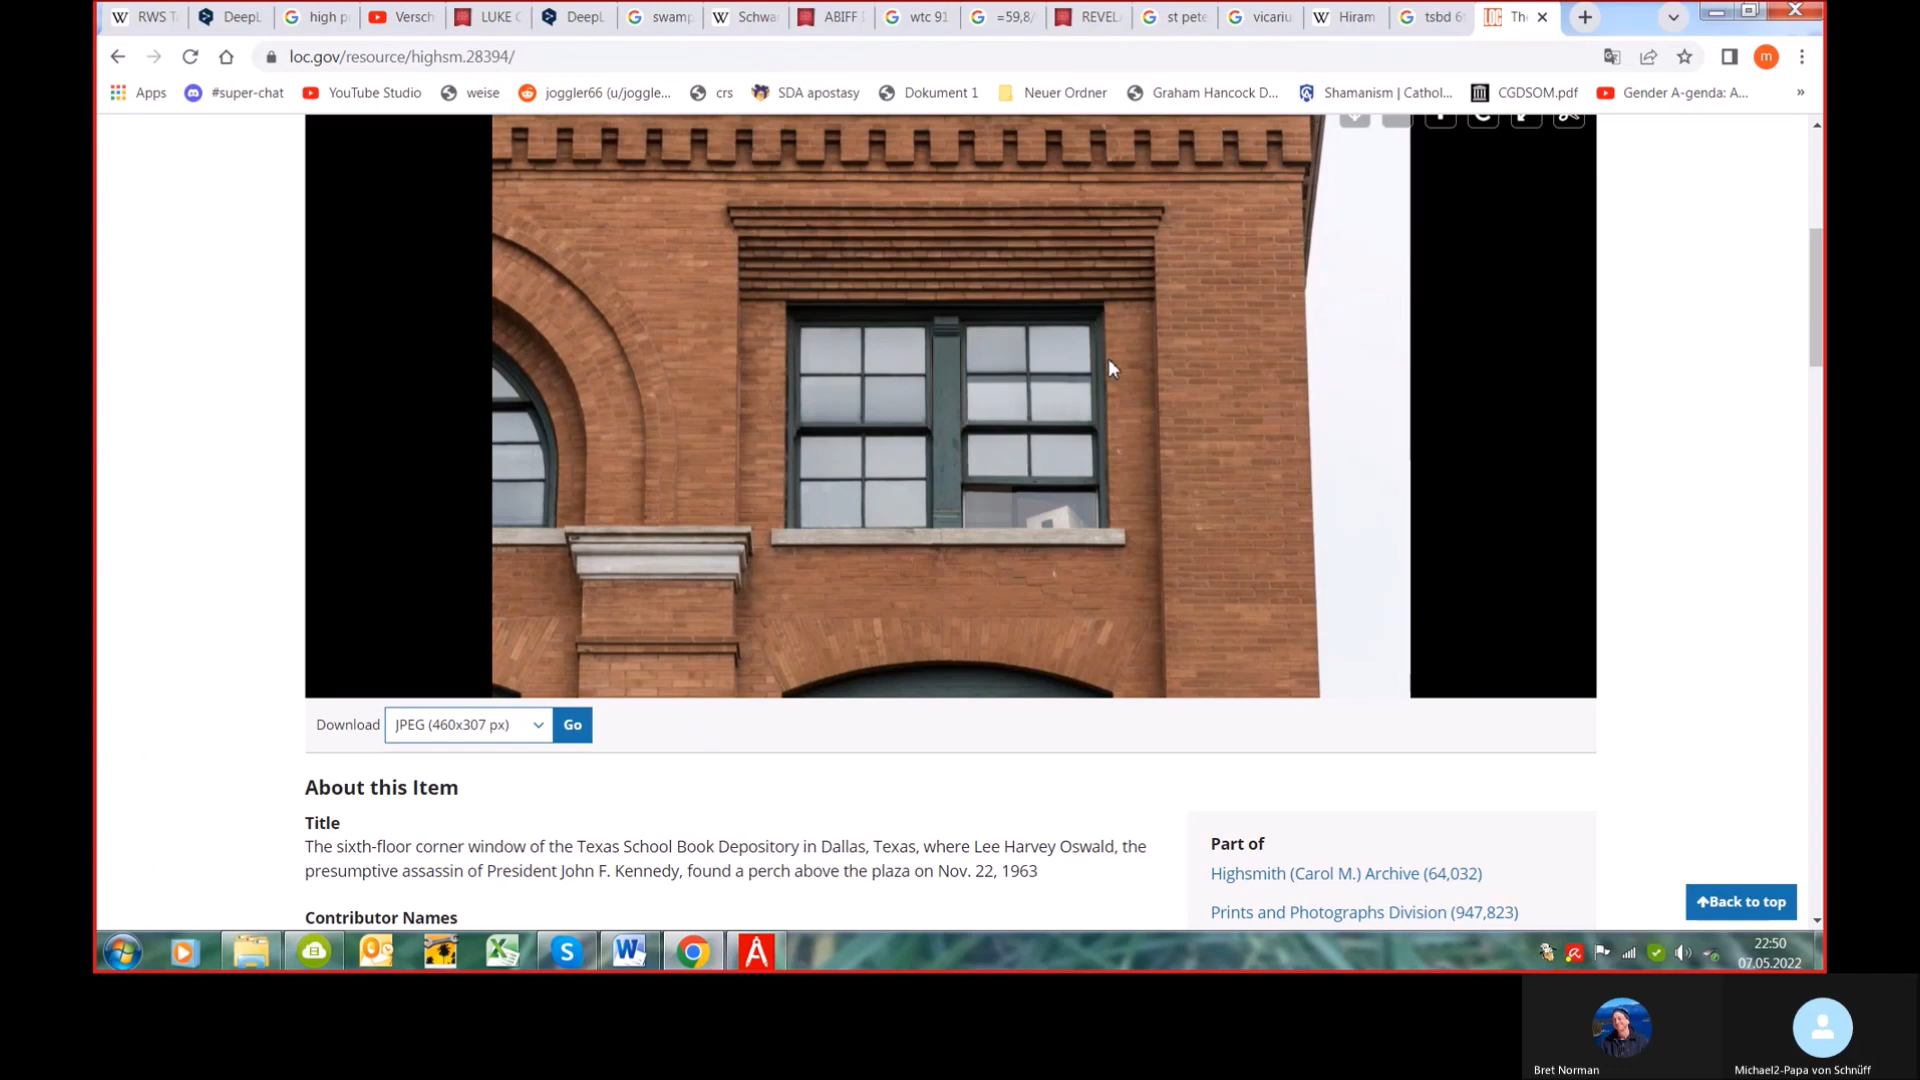 RWS T
DeepL
high p
Versch
LUKE
DeepL
swamp
Schwa
ABIFF
wtc 91
=59,8/
REVEL
st pete
vicariu
Hiram
tsbd 6
LOC
Th
loc.gov/resource/highsm.28394/
m
Apps
#super-chat
YouTube Studio
weise
joggler66 (u/joggle...
crs
SDA apostasy
Dokument 1
Neuer Ordner
Graham Hancock D...
Shamanism | Cathol...
CGDSOM.pdf
Gender A-genda: A...
»
Download
JPEG (460x307 px)
Go
About this Item
Title
The sixth-floor corner window of the Texas School Book Depository in Dallas, Texas, where Lee Harvey Oswald, the
presumptive assassin of President John F. Kennedy, found a perch above the plaza on Nov. 22, 1963
Contributor Names
Part of
Highsmith (Carol M.) Archive (64,032)
Prints and Photographs Division (947,823)
Back to top
22:50
07.05.2022
Bret Norman
Michael2-Papa von Schnüff